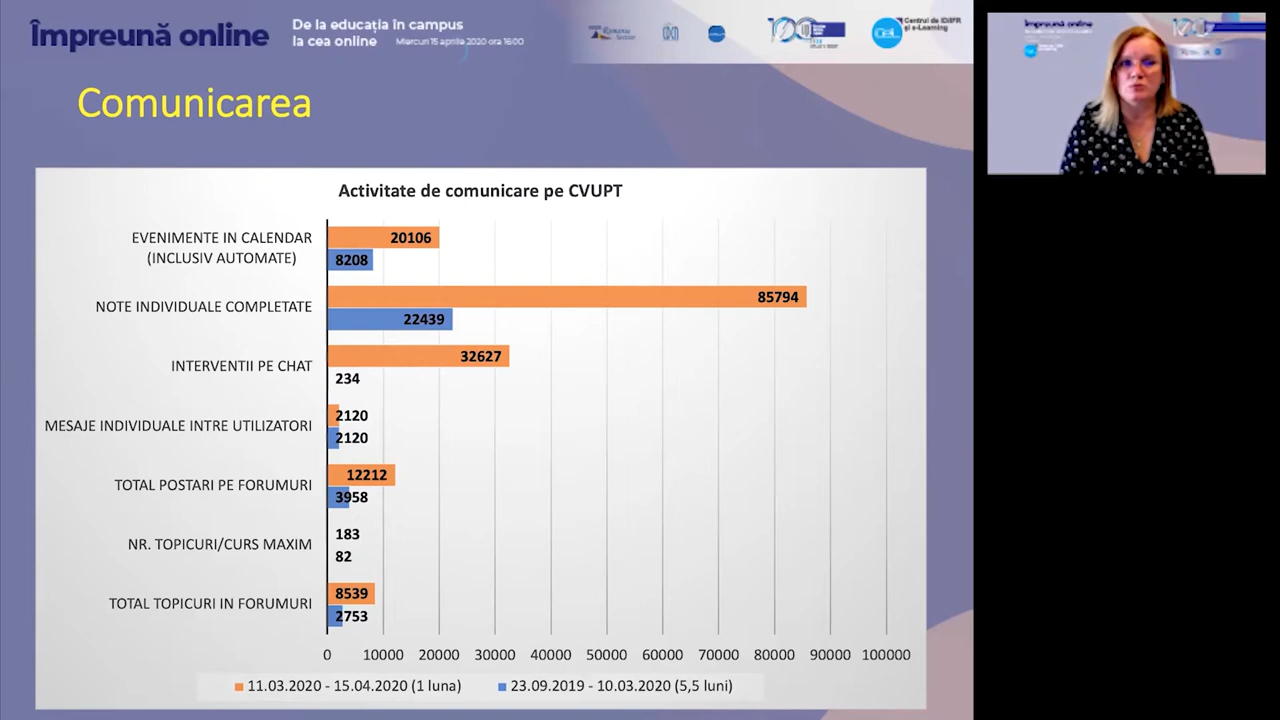 Împreună online
De la educația în campus
la cea online
Miercuri 15 aprilie 2020 ora 16:00
100
CeL
Centrul de ID/IFR
și e-Learning
Comunicarea
Activitate de comunicare pe CVUPT
EVENIMENTE IN CALENDAR
(INCLUSIV AUTOMATE)
20106
8208
NOTE INDIVIDUALE COMPLETATE
85794
22439
INTERVENTII PE CHAT
32627
234
MESAJE INDIVIDUALE INTRE UTILIZATORI
2120
2120
TOTAL POSTARI PE FORUMURI
12212
3958
NR. TOPICURI/CURS MAXIM
183
82
TOTAL TOPICURI IN FORUMURI
8539
2753
0 10000 20000 30000 40000 50000 60000 70000 80000 90000 100000
11.03.2020 - 15.04.2020 (1 luna)
23.09.2019 - 10.03.2020 (5,5 luni)
Împreună online